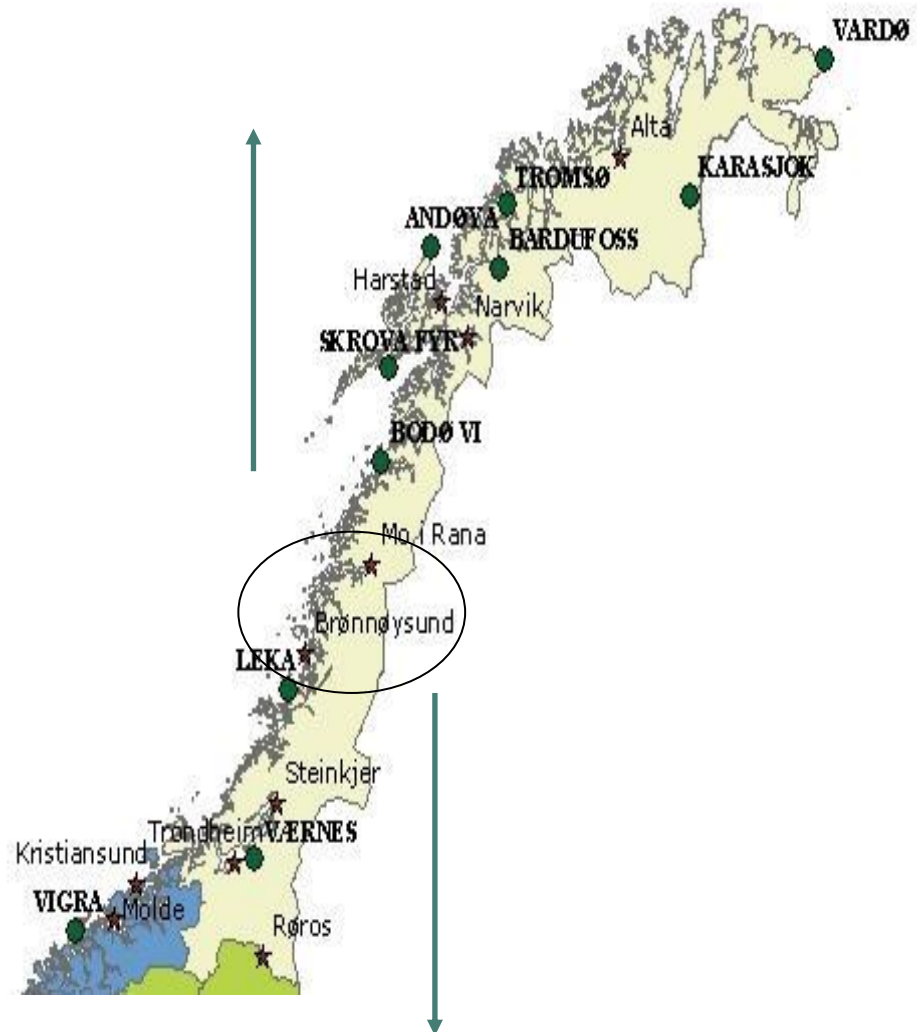 VARDØ
Alta
KARASJOK
TROMSØ
ANDØYA
BARDUFOSS
Harstad
Narvik
SKROVA FYR
BODØ VI
Mo i Rana
Brønnøysund
LEKA
Steinkjer
Trondheim VÆRNES
Kristiansund
VIGRA
Molde
Røros